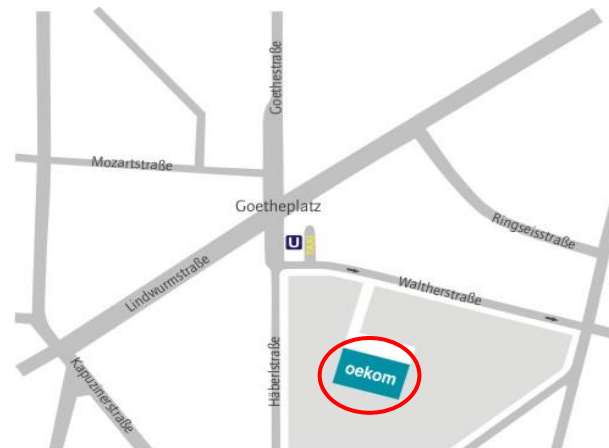 Goethestraße
Mozartstraße
Goetheplatz
U
Ringseisstraße
Lindwurmstraße
Waltherstraße
Häberlstraße
oekom
Kapuzinerstraße